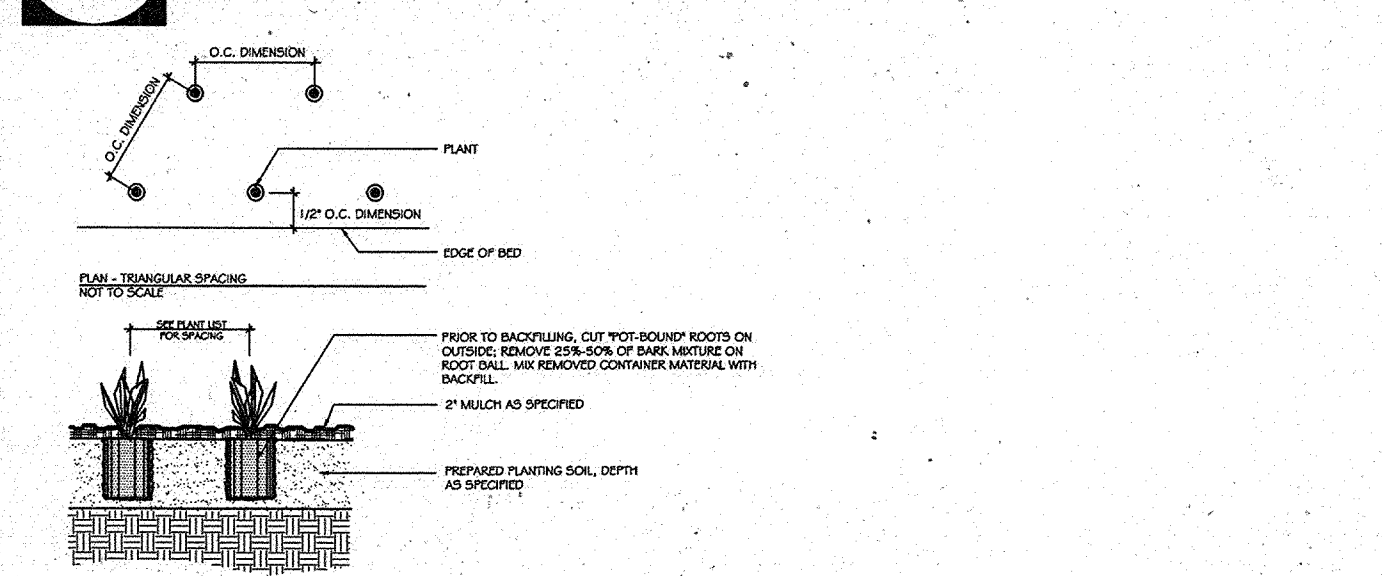 O.C. DIMENSION
O.C. DIMENSION
PLANT
1/2" O.C. DIMENSION
EDGE OF BED
PLAN - TRIANGULAR SPACING
NOT TO SCALE
SEE PLANT LIST
FOR SPACING
PRIOR TO BACKFILLING, CUT "POT-BOUND" ROOTS ON
OUTSIDE; REMOVE 25%-50% OF BARK MIXTURE ON
ROOT BALL. MIX REMOVED CONTAINER MATERIAL WITH
BACKFILL.
2" MULCH AS SPECIFIED
PREPARED PLANTING SOIL, DEPTH
AS SPECIFIED